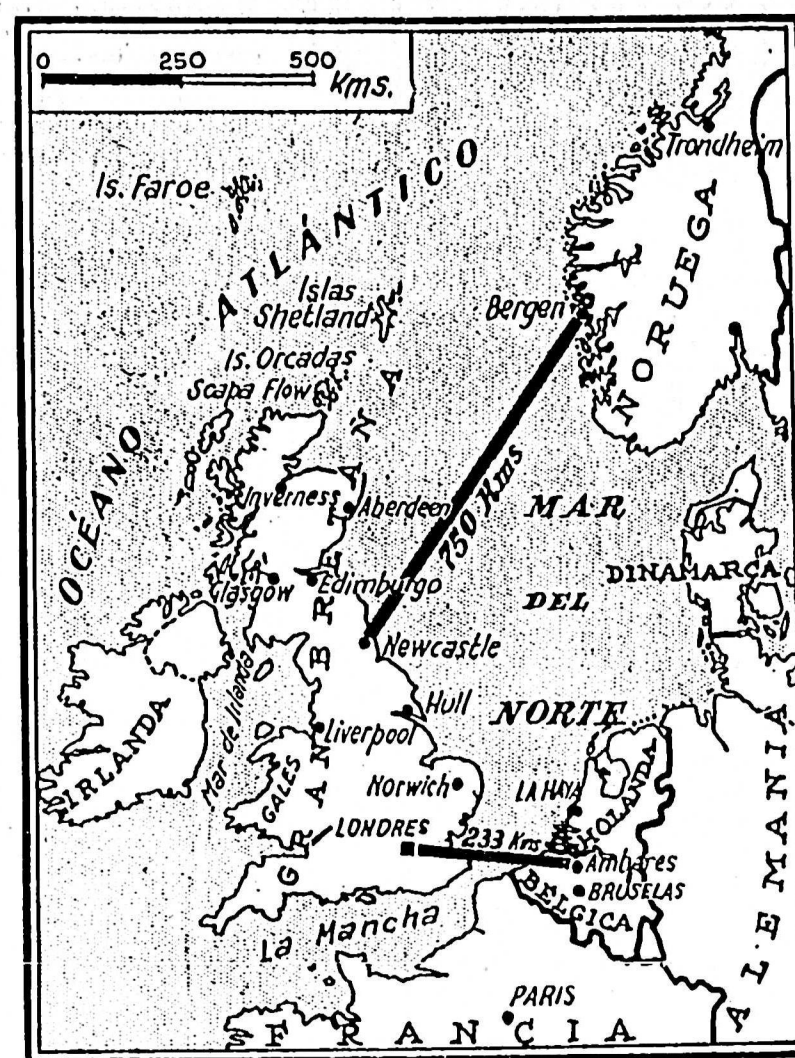 0 250 500
kms.
Trondheim
Is. Faroe
OCÉANO ATLÁNTICO
Islas
Shetland
Bergen
NORUEGA
Is. Orcadas
Scapa Flow
Inverness
Aberdeen
750 Kms
MAR
DEL
NORTE
DINAMARCA
Glasgow
Edimburgo
Newcastle
GRAN BRETANA
IRLANDA
Mar de Irlanda
Hull
Liverpool
GALES
Norwich
LA HAYA
HOLANDA
LONDRES
233 Kms
Amberes
BRUSELAS
BELGICA
ALEMANIA
La Mancha
PARIS
FRANCIA